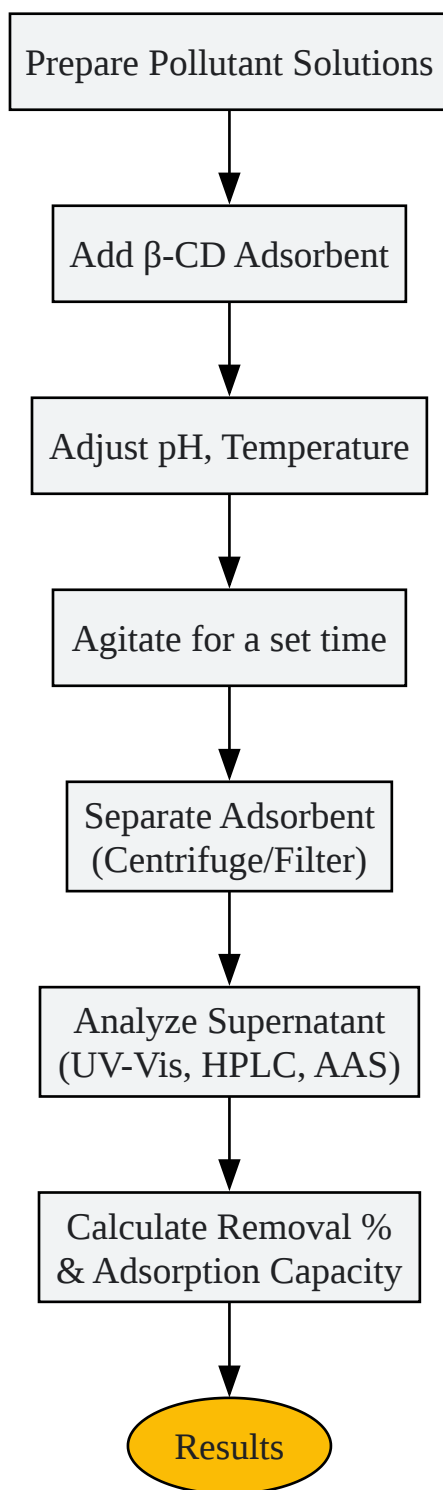 Prepare Pollutant Solutions
Add β-CD Adsorbent
Adjust pH, Temperature
Agitate for a set time
Separate Adsorbent
(Centrifuge/Filter)
Analyze Supernatant
(UV-Vis, HPLC, AAS)
Calculate Removal %
& Adsorption Capacity
Results